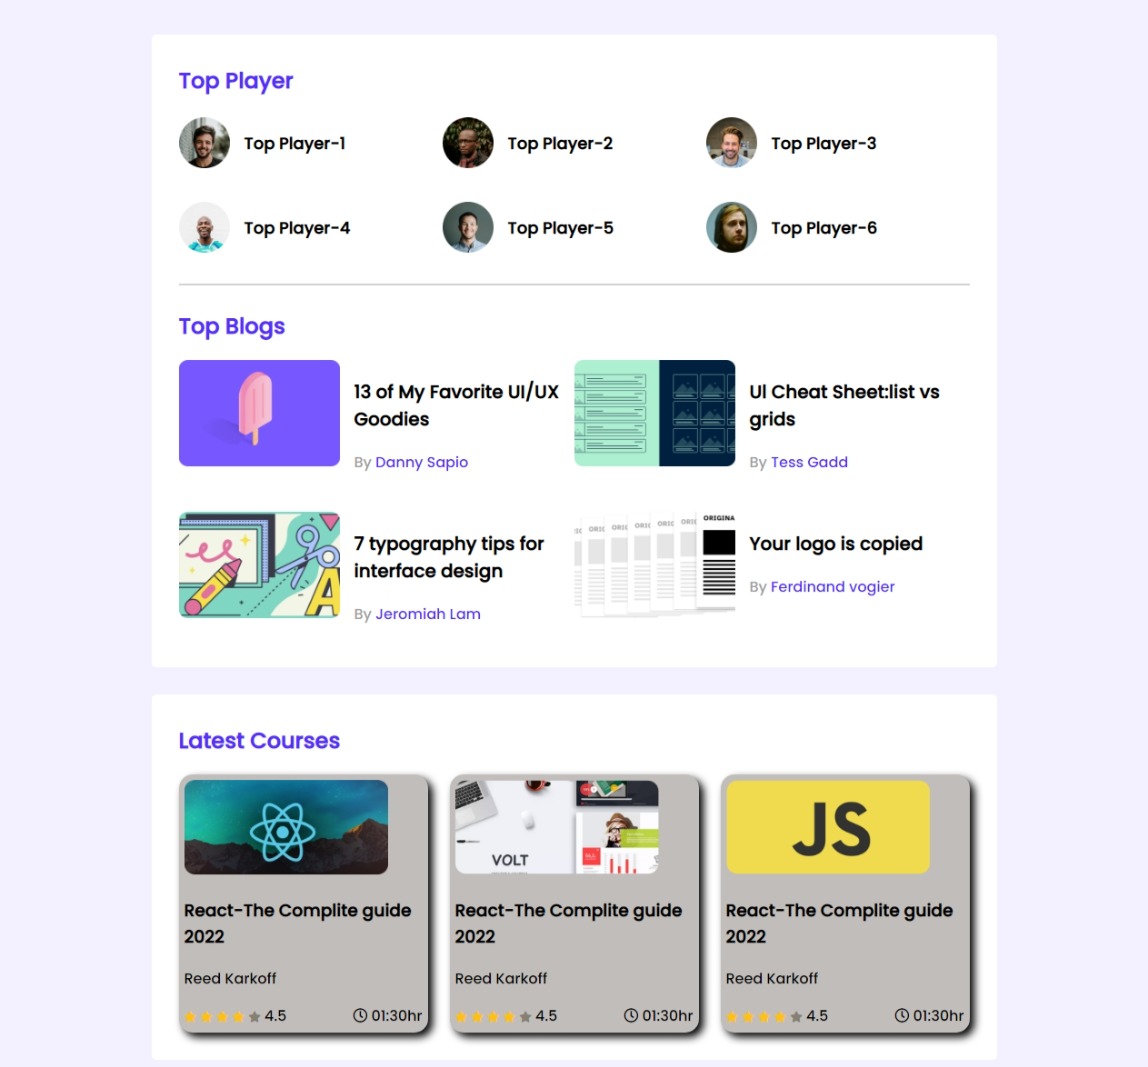 Top Player
Top Player-1
Top Player-2
Top Player-3
Top Player-4
Top Player-5
Top Player-6
Top Blogs
13 of My Favorite UI/UX
Goodies
By Danny Sapio
UI Cheat Sheet:list vs
grids
By Tess Gadd
7 typography tips for
interface design
By Jeromiah Lam
ORIGINA
Your logo is copied
By Ferdinand vogier
Latest Courses
React-The Complite guide
2022
Reed Karkoff
4.5
01:30hr
VOLT
React-The Complite guide
2022
Reed Karkoff
4.5
01:30hr
JS
React-The Complite guide
2022
Reed Karkoff
4.5
01:30hr